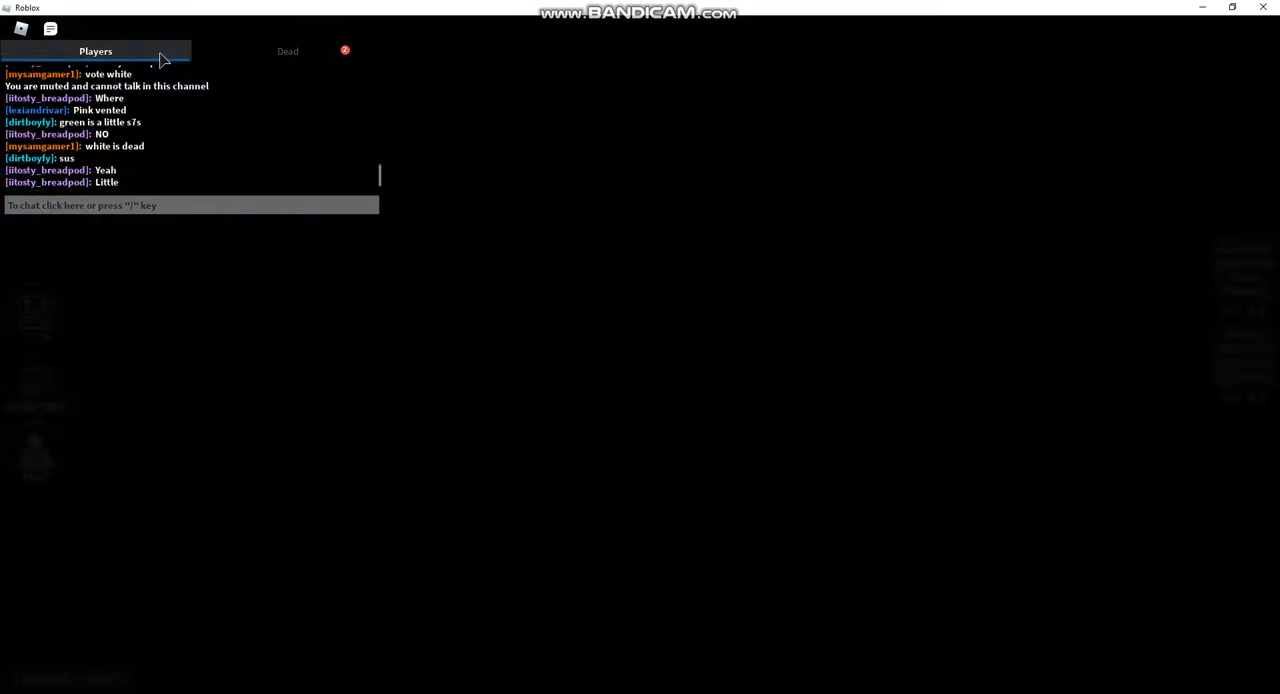 Roblox
www.BANDICAM.com
Players
Dead
2
[mysamgamer1]: vote white
You are muted and cannot talk in this channel
[iitosty_breadpod]: Where
[lexiandrivar]: Pink vented
[dirtboyfy]: green is a little s7s
[iitosty_breadpod]: NO
[mysamgamer1]: white is dead
[dirtboyfy]: sus
[iitosty_breadpod]: Yeah
[iitosty_breadpod]: Little
To chat click here or press "/" key